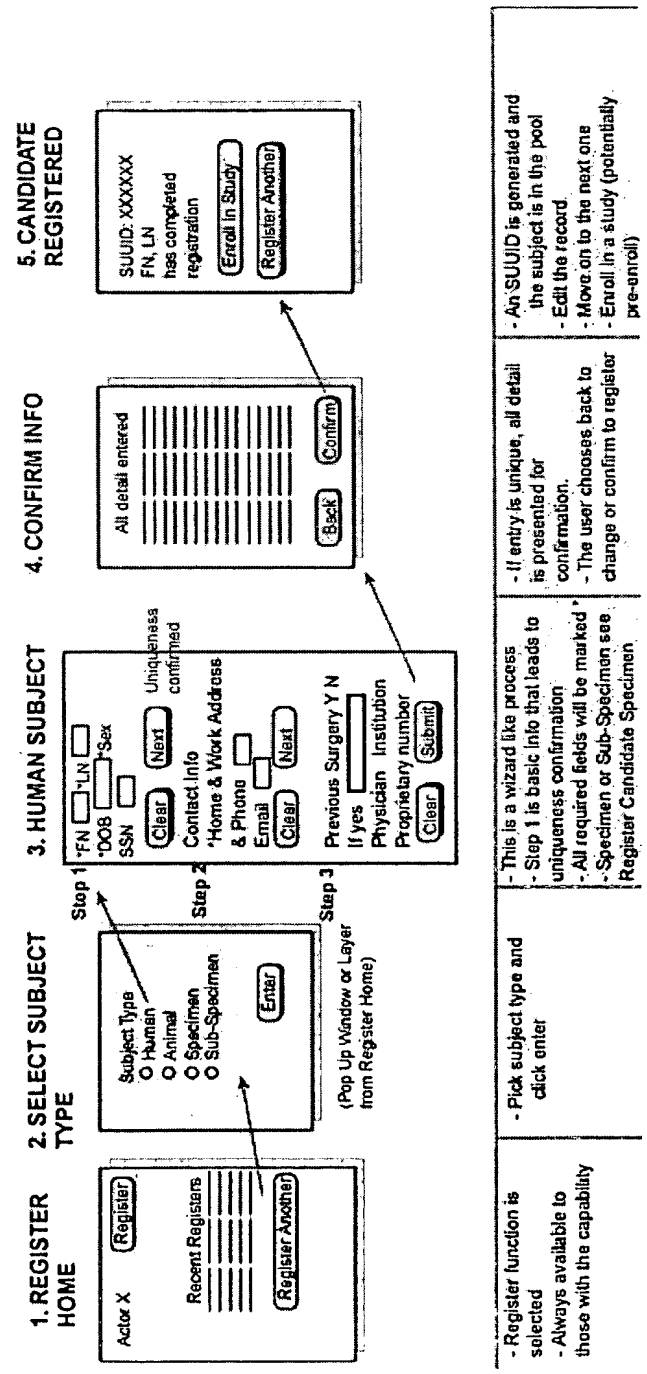 1. REGISTER
HOME
Actor X
Register
Recent Registers
Register Another
2. SELECT SUBJECT
TYPE
Subject Type
Human
Animal
Specimen
Sub-Specimen
Enter
(Pop Up Window or Layer
from Register Home)
3. HUMAN SUBJECT
Step 1
*FN *LN
*DOB *Sex
SSN
Clear Next
Uniqueness
confirmed
Step 2
Contact Info
*Home & Work Address
& Phone
Email
Clear Next
Step 3
Previous Surgery Y N
If yes
Physician Institution
Proprietary number
Clear Submit
4. CONFIRM INFO
All detail entered
Back Confirm
5. CANDIDATE
REGISTERED
SUUID: XXXXXX
FN, LN
has completed
registration
Enroll in Study
Register Another
- Register function is
selected
- Always available to
those with the capability
- Pick subject type and
click enter
- This is a wizard like process
- Step 1 is basic info that leads to
uniqueness confirmation
- All required fields will be marked *
- Specimen or Sub-Specimen see
Register Candidate Specimen
- If entry is unique, all detail
is presented for
confirmation.
- The user chooses back to
change or confirm to register
- An SUUID is generated and
the subject is in the pool
- Edit the record
- Move on to the next one
- Enroll in a study (potentially
pre-enroll)